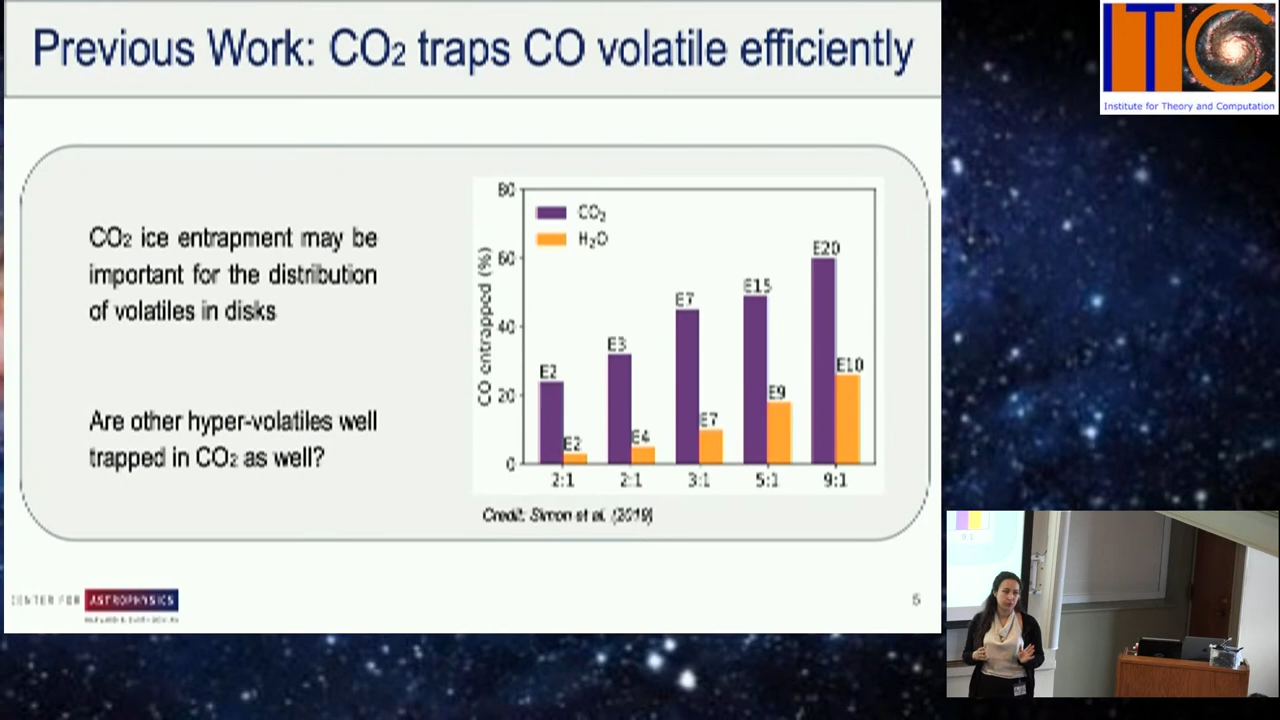 Previous Work: CO₂ traps CO volatile efficiently
CO₂ ice entrapment may be
important for the distribution
of volatiles in disks
Are other hyper-volatiles well
trapped in CO₂ as well?
CO entrapped (%)
80
60
40
20
0
CO₂
H₂O
E2
E2
E3
E4
E7
E7
E15
E9
E20
E10
2:1
2:1
3:1
5:1
9:1
Credit: Simon et al. (2019)
CENTER FOR ASTROPHYSICS
5
ITC
Institute for Theory and Computation